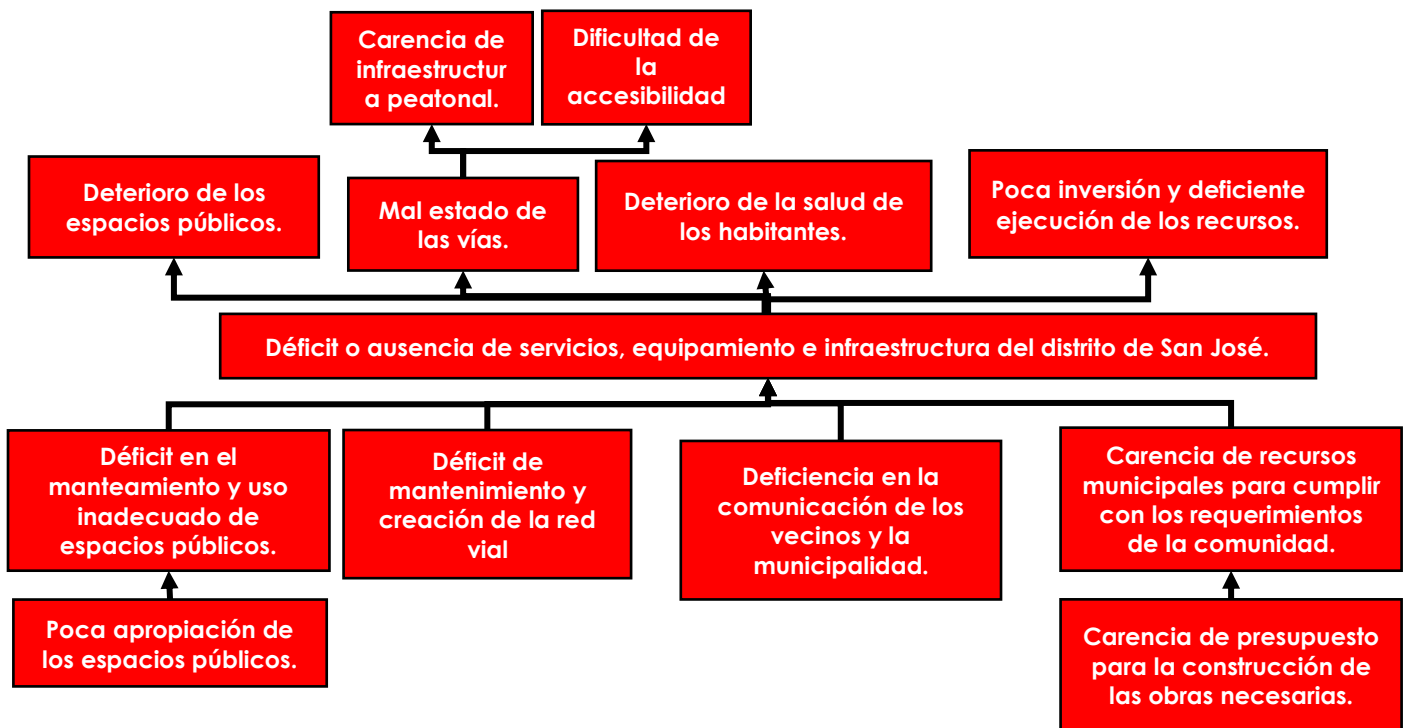 Carencia de
infraestructur
a peatonal.
Dificultad de
la
accesibilidad
Deterioro de los
espacios públicos.
Mal estado de
las vías.
Deterioro de la salud de
los habitantes.
Poca inversión y deficiente
ejecución de los recursos.
Déficit o ausencia de servicios, equipamiento e infraestructura del distrito de San José.
Déficit en el
manteamiento y uso
inadecuado de
espacios públicos.
Déficit de
mantenimiento y
creación de la red
vial
Deficiencia en la
comunicación de los
vecinos y la
municipalidad.
Carencia de recursos
municipales para cumplir
con los requerimientos
de la comunidad.
Poca apropiación de
los espacios públicos.
Carencia de presupuesto
para la construcción de
las obras necesarias.